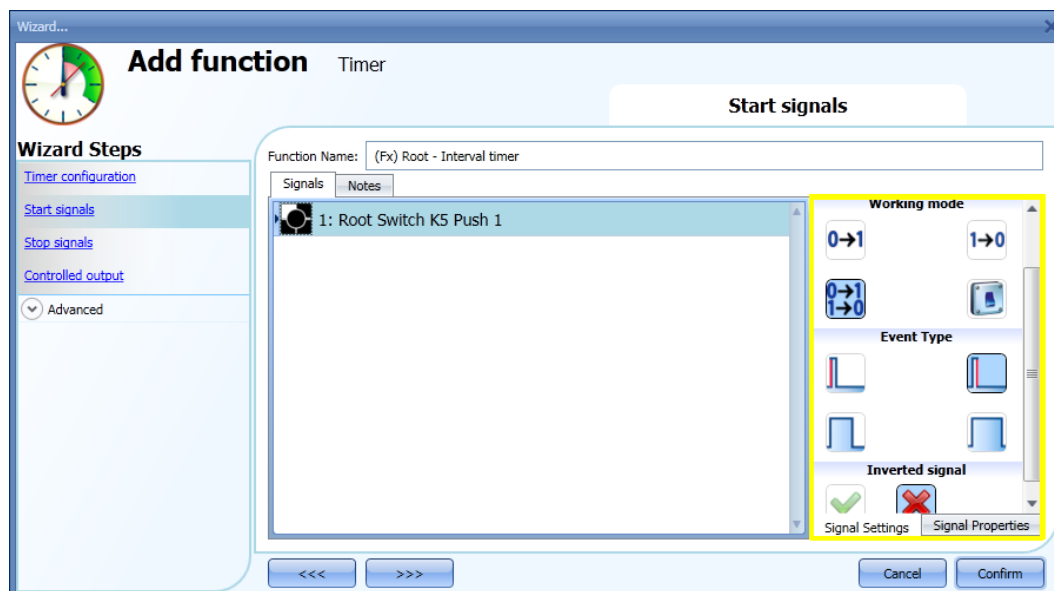 Wizard...
Add function Timer
Start signals
Wizard Steps
Timer configuration
Start signals
Stop signals
Controlled output
Advanced
Function Name: (Fx) Root - Interval timer
Signals Notes
1: Root Switch K5 Push 1
Working mode
0→1 1→0
0→1
1→0
Event Type
Inverted signal
Signal Settings Signal Properties
<<< >>> Cancel Confirm